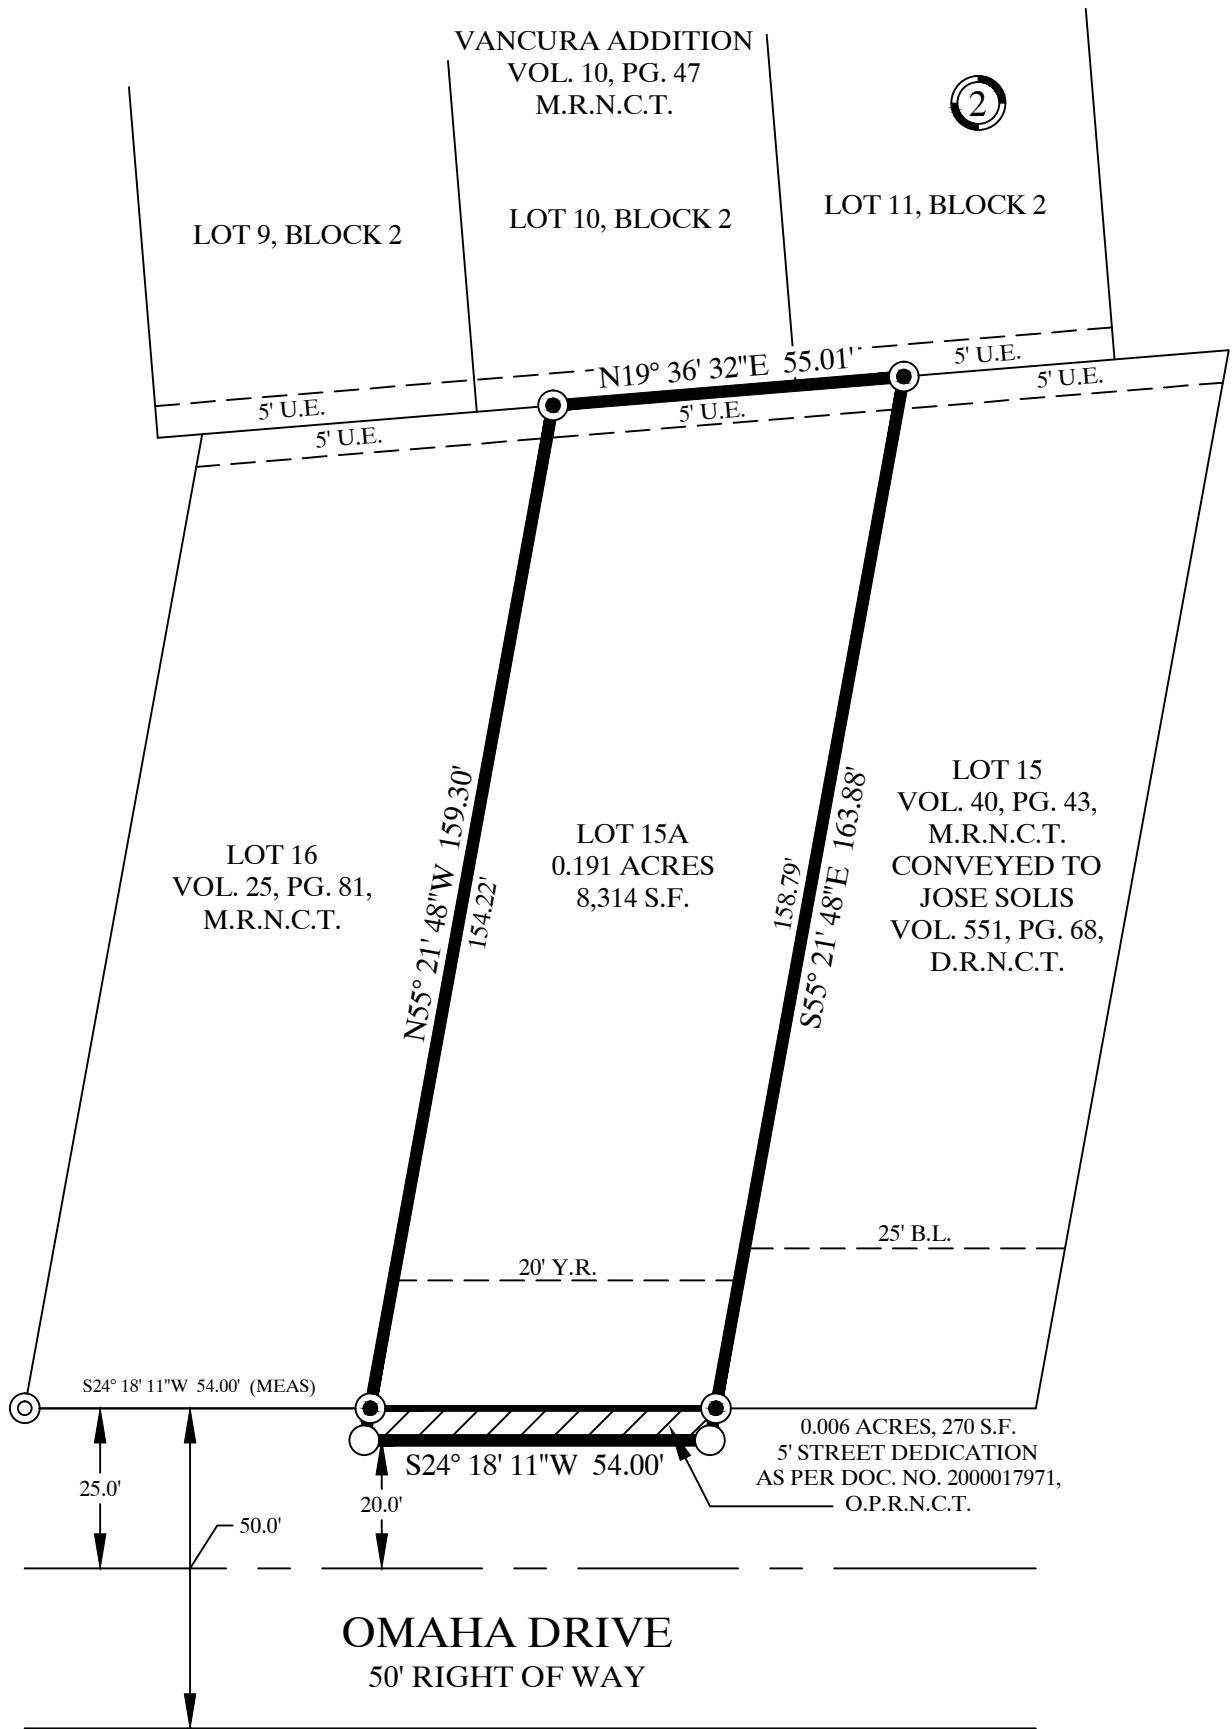 VANCURA ADDITION
VOL. 10, PG. 47
M.R.N.C.T.
2
LOT 9, BLOCK 2
LOT 10, BLOCK 2
LOT 11, BLOCK 2
N19° 36' 32"E 55.01'
5' U.E.
5' U.E.
5' U.E.
5' U.E.
5' U.E.
N55° 21' 48"W 159.30'
154.22'
LOT 16
VOL. 25, PG. 81,
M.R.N.C.T.
LOT 15A
0.191 ACRES
8,314 S.F.
158.79'
S55° 21' 48"E 163.88'
LOT 15
VOL. 40, PG. 43,
M.R.N.C.T.
CONVEYED TO
JOSE SOLIS
VOL. 551, PG. 68,
D.R.N.C.T.
25' B.L.
20' Y.R.
S24° 18' 11"W 54.00' (MEAS)
S24° 18' 11"W 54.00'
0.006 ACRES, 270 S.F.
5' STREET DEDICATION
AS PER DOC. NO. 2000017971,
O.P.R.N.C.T.
25.0'
20.0'
50.0'
OMAHA DRIVE
50' RIGHT OF WAY